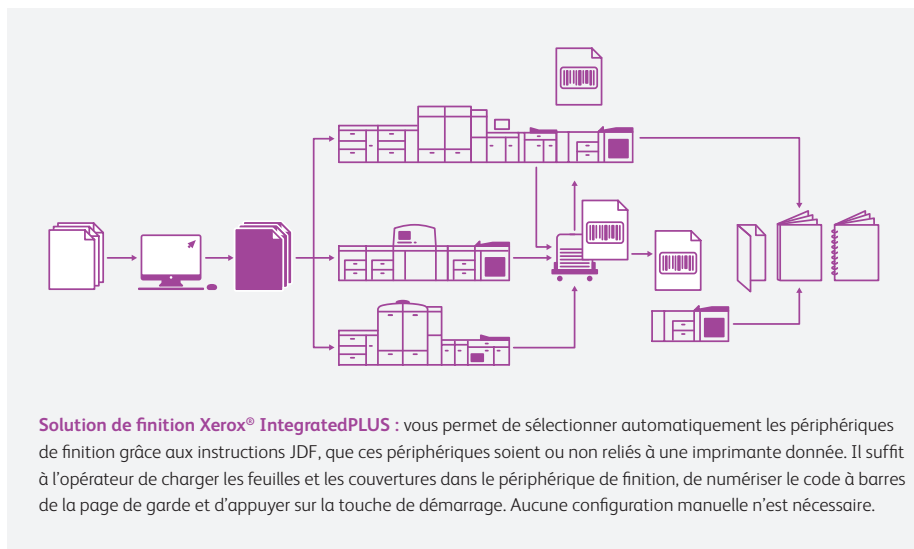 Solution de finition Xerox® IntegratedPLUS : vous permet de sélectionner automatiquement les périphériques
de finition grâce aux instructions JDF, que ces périphériques soient ou non reliés à une imprimante donnée. Il suffit
à l'opérateur de charger les feuilles et les couvertures dans le périphérique de finition, de numériser le code à barres
de la page de garde et d'appuyer sur la touche de démarrage. Aucune configuration manuelle n'est nécessaire.